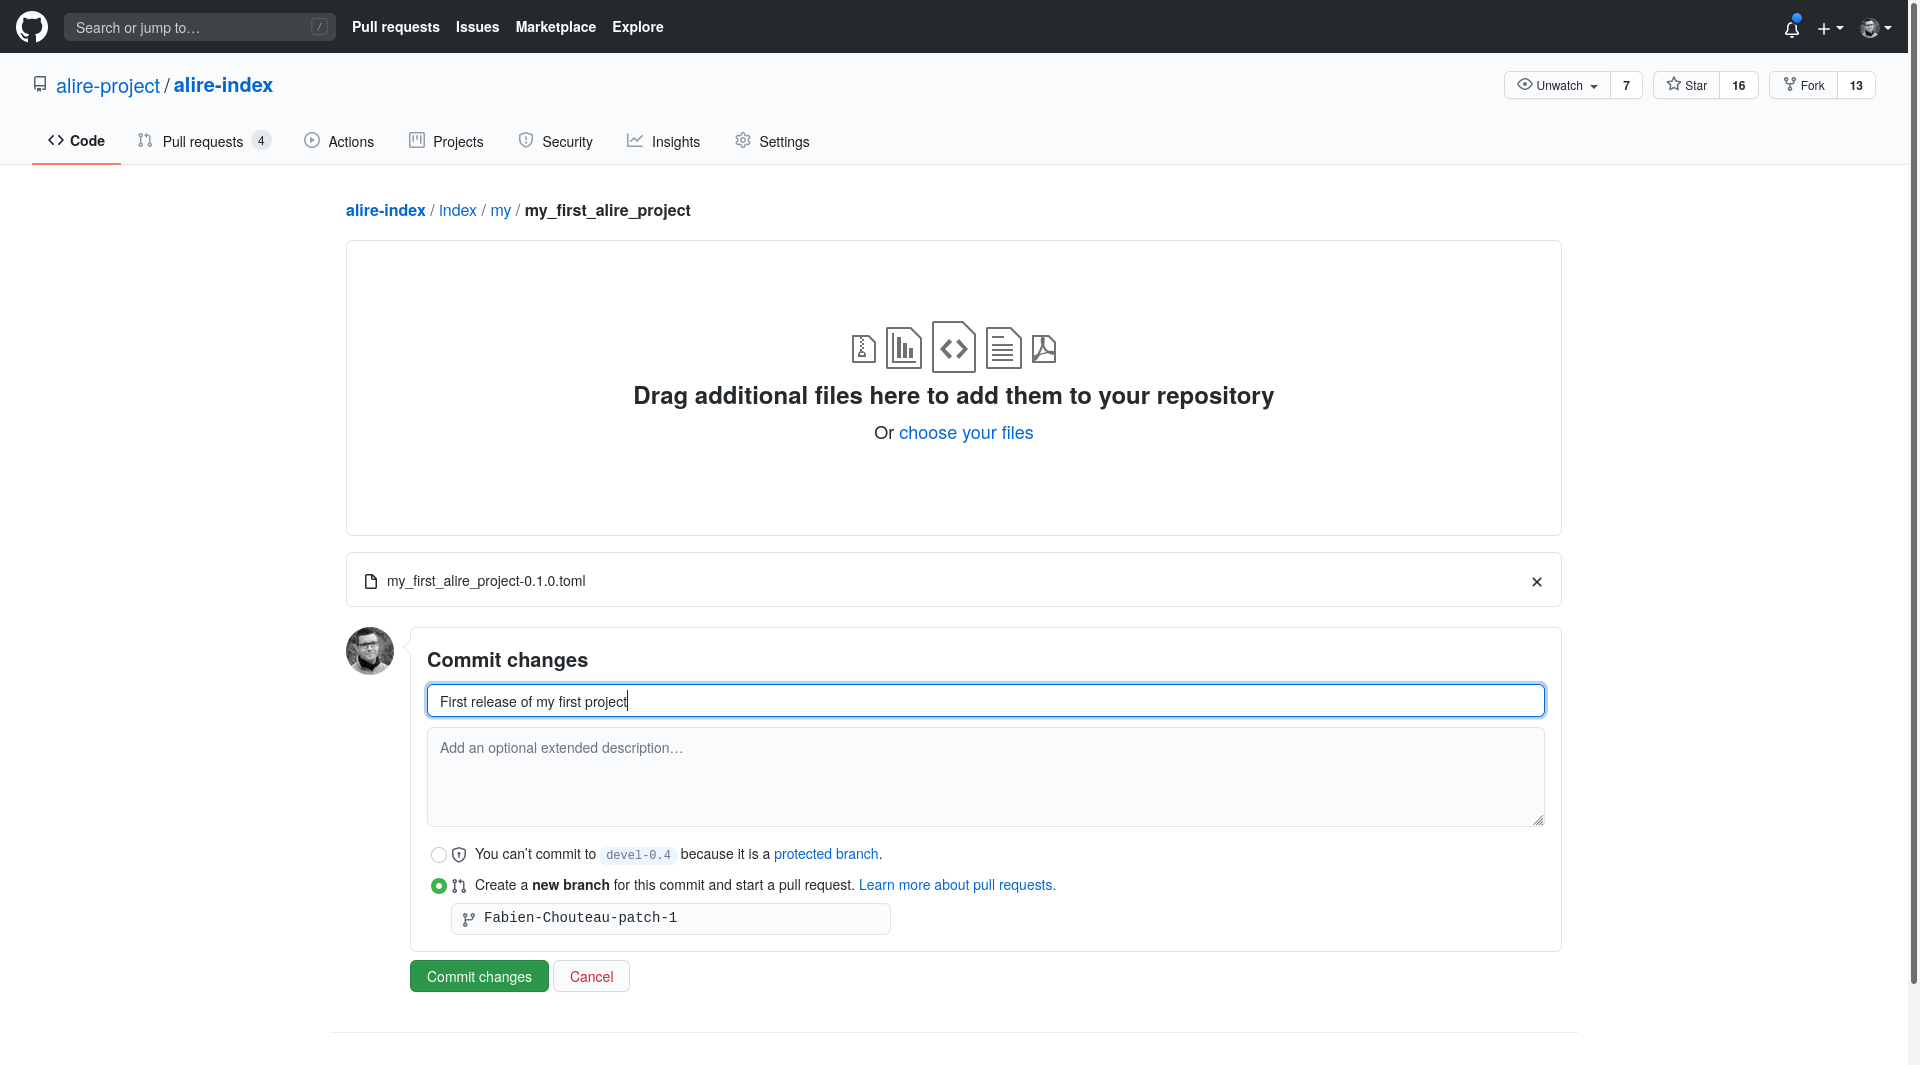 Search or jump to…
/
Pull requests Issues Marketplace Explore
alire-project / alire-index
Unwatch 7 Star 16 Fork 13
Code Pull requests 4 Actions Projects Security Insights Settings
alire-index / index / my / my_first_alire_project
Drag additional files here to add them to your repository
Or choose your files
my_first_alire_project-0.1.0.toml
Commit changes
First release of my first project
Add an optional extended description…
You can’t commit to devel-0.4 because it is a protected branch.
Create a new branch for this commit and start a pull request. Learn more about pull requests.
Fabien-Chouteau-patch-1
Commit changes Cancel